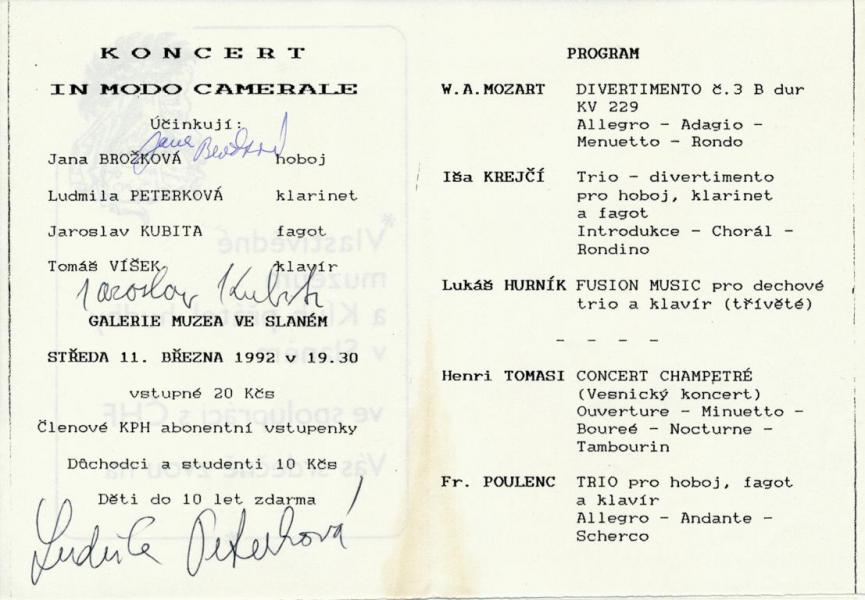 KONCERT
IN MODO CAMERALE
Účinkují:
Jana BROŽKOVÁ hoboj
Ludmila PETERKOVÁ klarinet
Jaroslav KUBITA fagot
Tomáš VÍŠEK klavír
Jaroslav Kubita
GALERIE MUZEA VE SLANÉM
STŘEDA 11. BŘEZNA 1992 v 19.30
vstupné 20 Kčs
Členové KPH abonentní vstupenky
Důchodci a studenti 10 Kčs
Děti do 10 let zdarma
Ludmila Peterková
PROGRAM
W.A.MOZART DIVERTIMENTO č.3 B dur
KV 229
Allegro - Adagio -
Menuetto - Rondo
Iša KREJČÍ Trio - divertimento
pro hoboj, klarinet
a fagot
Introdukce - Chorál -
Rondino
Lukáš HURNÍK FUSION MUSIC pro dechové
trio a klavír (třívěté)
- - - -
Henri TOMASI CONCERT CHAMPETRÉ
(Vesnický koncert)
Ouverture - Minuetto -
Boureé - Nocturne -
Tambourin
Fr. POULENC TRIO pro hoboj, fagot
a klavír
Allegro - Andante -
Scherco